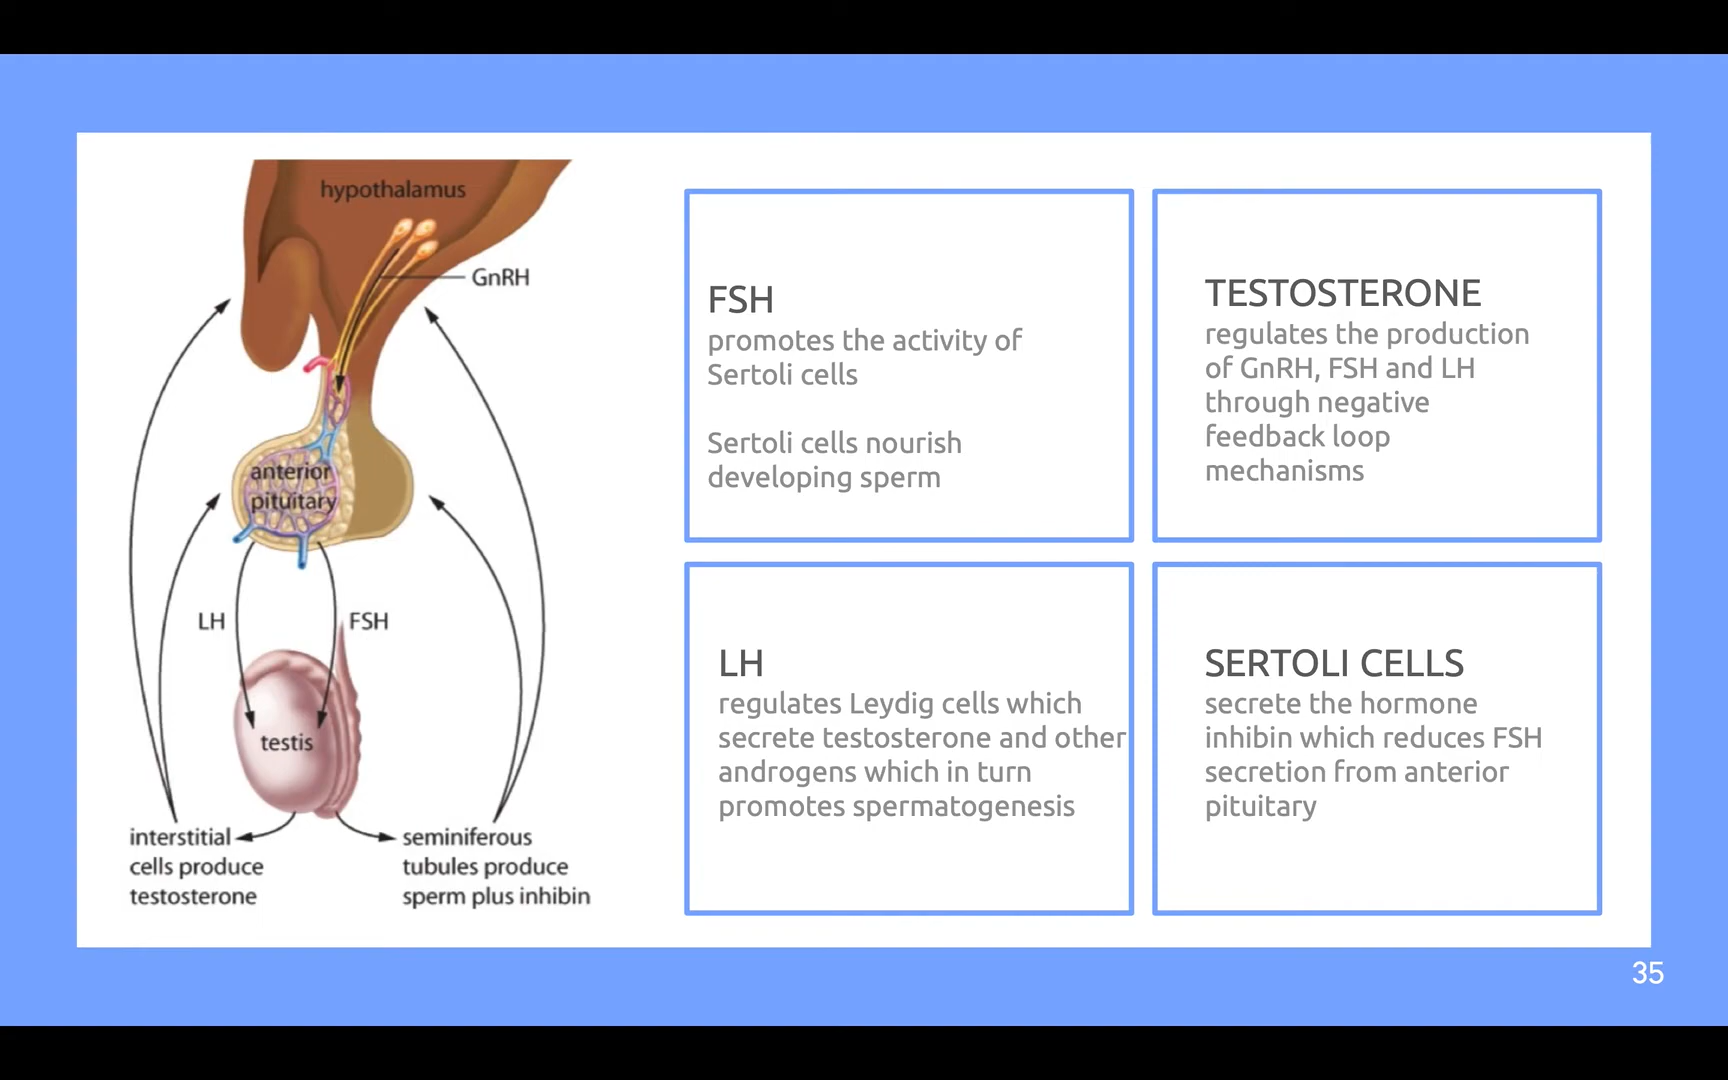 hypothalamus
GnRH
anterior
pituitary
LH
FSH
testis
interstitial
cells produce
testosterone
seminiferous
tubules produce
sperm plus inhibin
FSH
promotes the activity of
Sertoli cells
Sertoli cells nourish
developing sperm
TESTOSTERONE
regulates the production
of GnRH, FSH and LH
through negative
feedback loop
mechanisms
LH
regulates Leydig cells which
secrete testosterone and other
androgens which in turn
promotes spermatogenesis
SERTOLI CELLS
secrete the hormone
inhibin which reduces FSH
secretion from anterior
pituitary
35